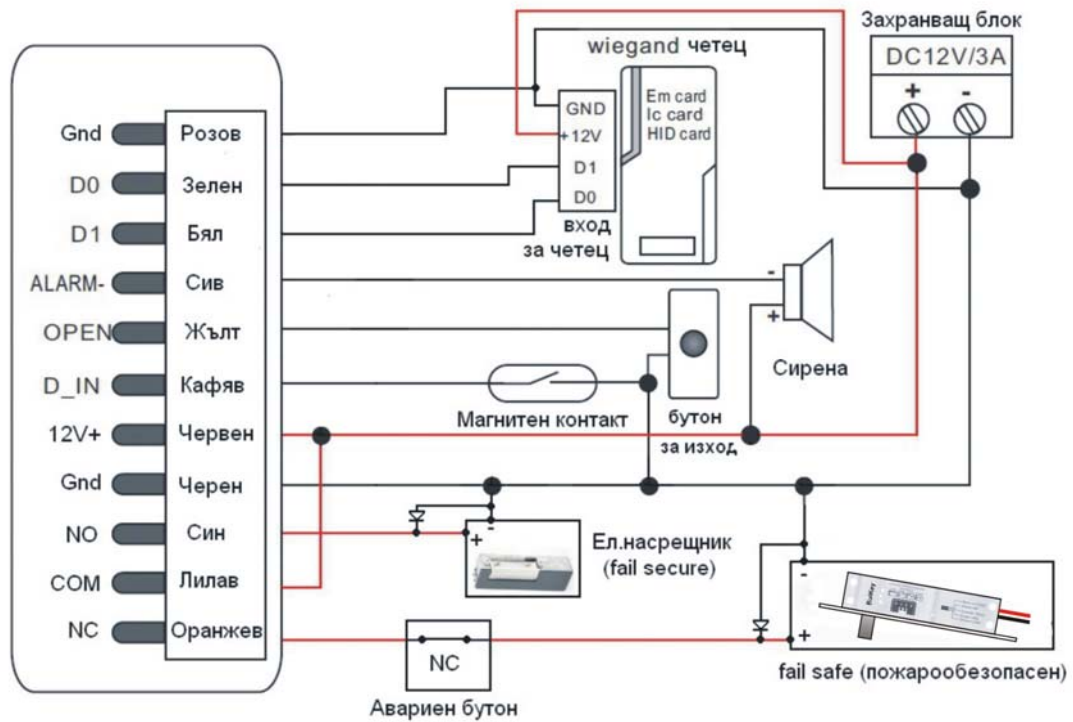 Захранващ блок
DC12V/3A
+ -
wiegand четец
GND
+12V
D1
D0
Em card
Ic card
HID card
вход
за четец
Gnd Розов
D0 Зелен
D1 Бял
ALARM- Сив
OPEN Жълт
D_IN Кафяв
12V+ Червен
Gnd Черен
NO Син
COM Лилав
NC Оранжев
-
+
Сирена
Магнитен контакт
бутон
за изход
-
+
Ел.насрещник
(fail secure)
-
+
fail safe (пожарообезопасен)
NC
Авариен бутон